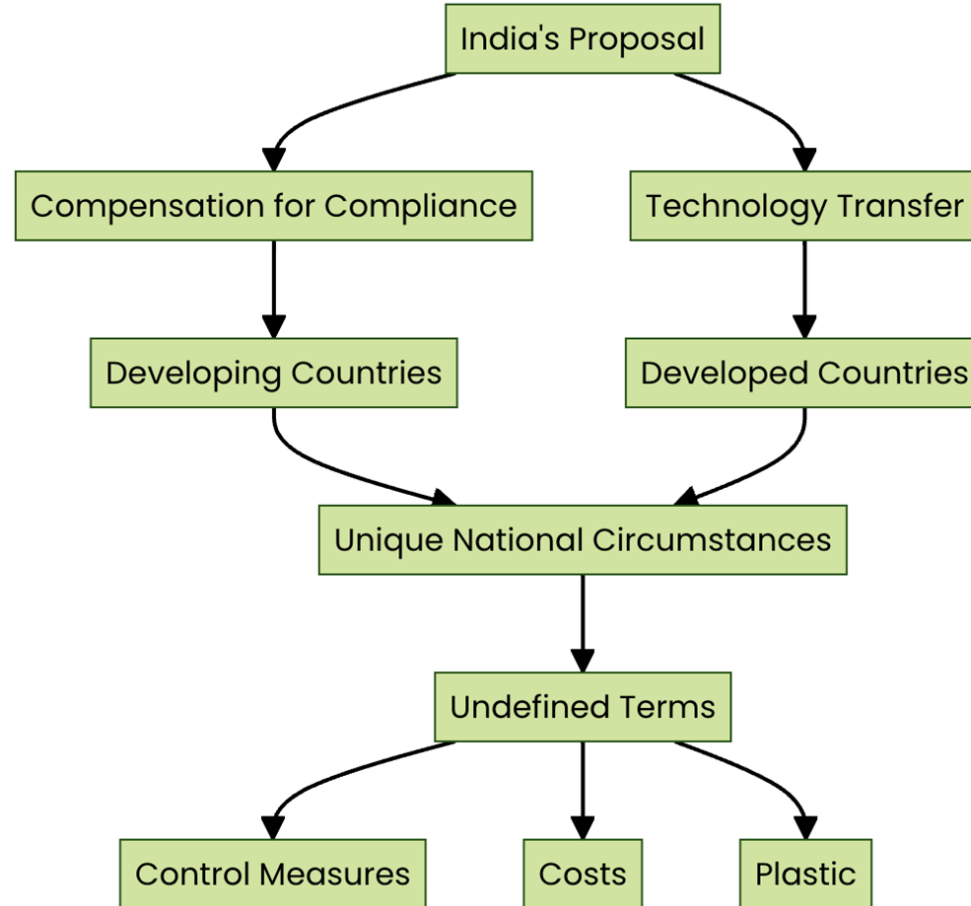 India's Proposal
Compensation for Compliance
Technology Transfer
Developing Countries
Developed Countries
Unique National Circumstances
Undefined Terms
Control Measures
Costs
Plastic